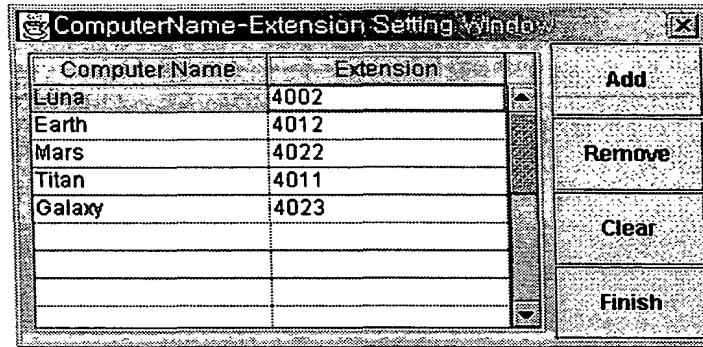 ComputerName-Extension Setting Window
Computer Name Extension
Luna 4002
Earth 4012
Mars 4022
Titan 4011
Galaxy 4023
Add
Remove
Clear
Finish